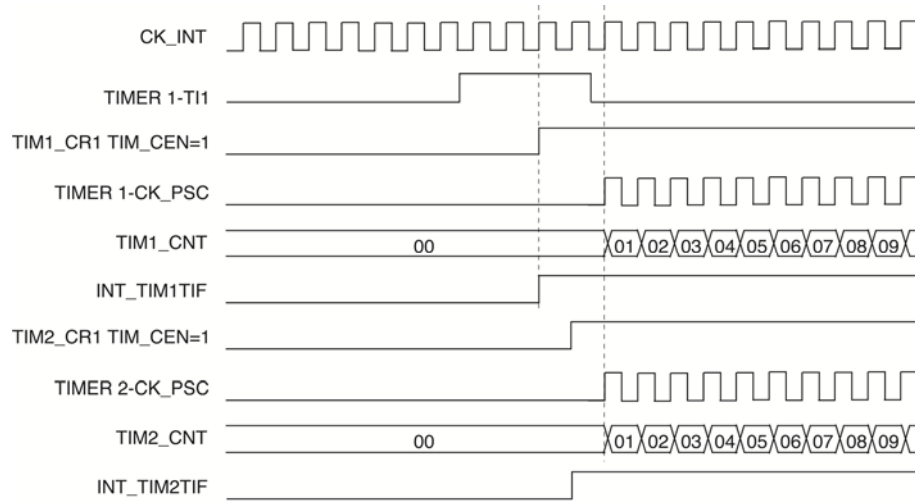 CK_INT
TIMER 1-TI1
TIM1_CR1 TIM_CEN=1
TIMER 1-CK_PSC
TIM1_CNT 00 01 02 03 04 05 06 07 08 09
INT_TIM1TIF
TIM2_CR1 TIM_CEN=1
TIMER 2-CK_PSC
TIM2_CNT 00 01 02 03 04 05 06 07 08 09
INT_TIM2TIF